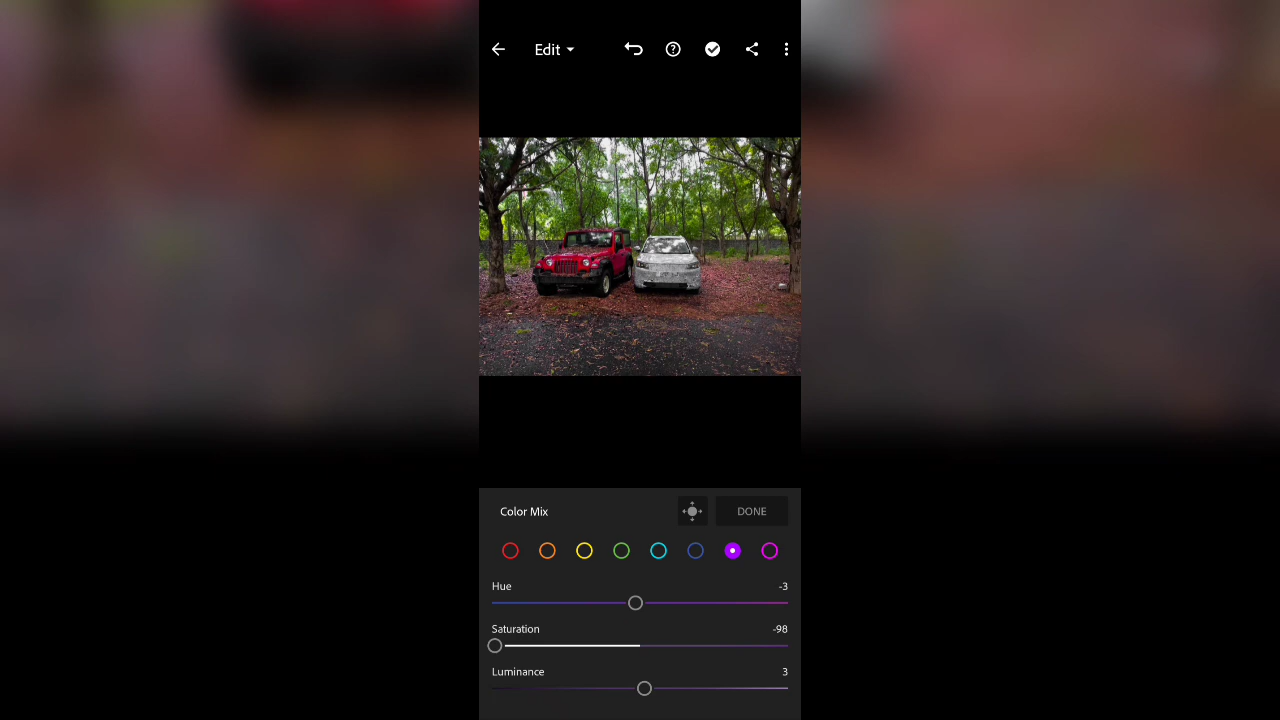 Edit
Color Mix
DONE
Hue
-3
Saturation
-98
Luminance
3